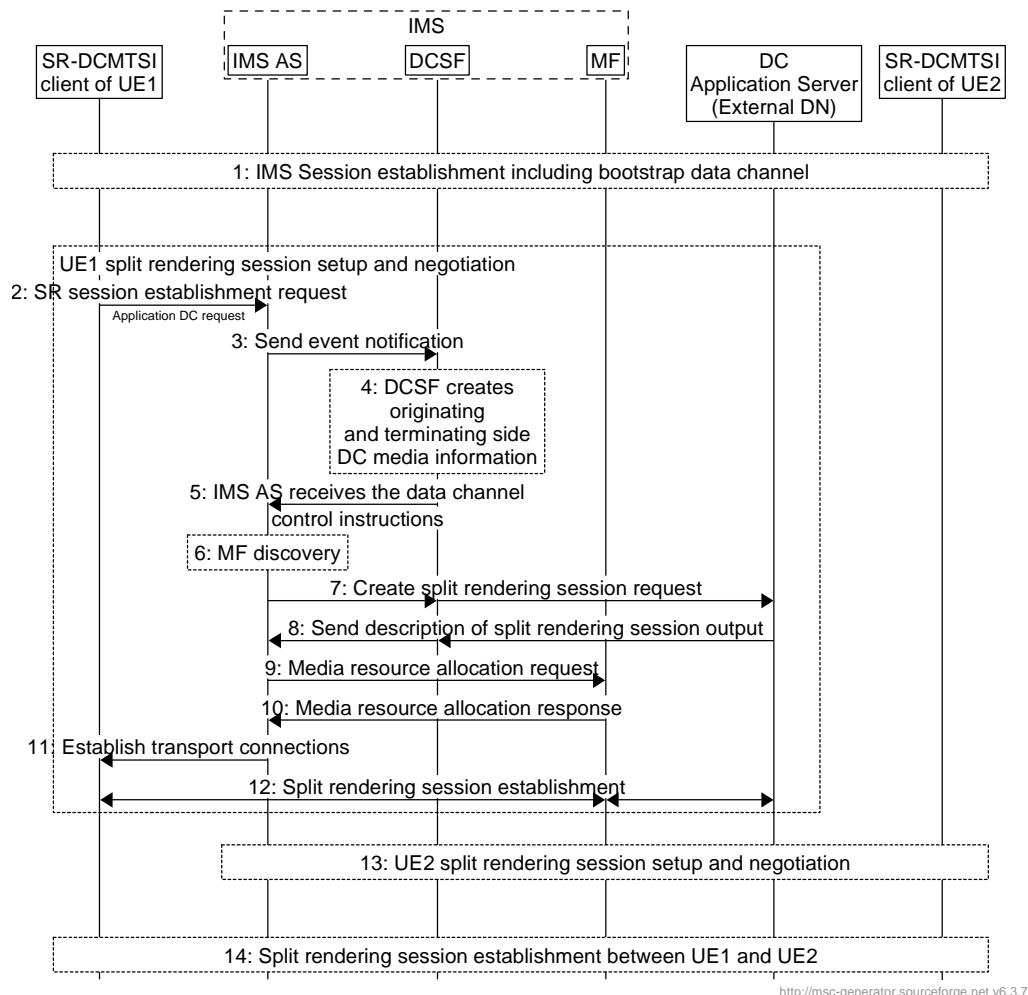 IMS
SR-DCMTSI
client of UE1
IMS AS
DCSF
MF
DC
Application Server
(External DN)
SR-DCMTSI
client of UE2
1: IMS Session establishment including bootstrap data channel
UE1 split rendering session setup and negotiation
2: SR session establishment request
Application DC request
3: Send event notification
4: DCSF creates
originating
and terminating side
DC media information
5: IMS AS receives the data channel
control instructions
6: MF discovery
7: Create split rendering session request
8: Send description of split rendering session output
9: Media resource allocation request
10: Media resource allocation response
11: Establish transport connections
12: Split rendering session establishment
13: UE2 split rendering session setup and negotiation
14: Split rendering session establishment between UE1 and UE2
http://msc-generator.sourceforge.net v6.3.7